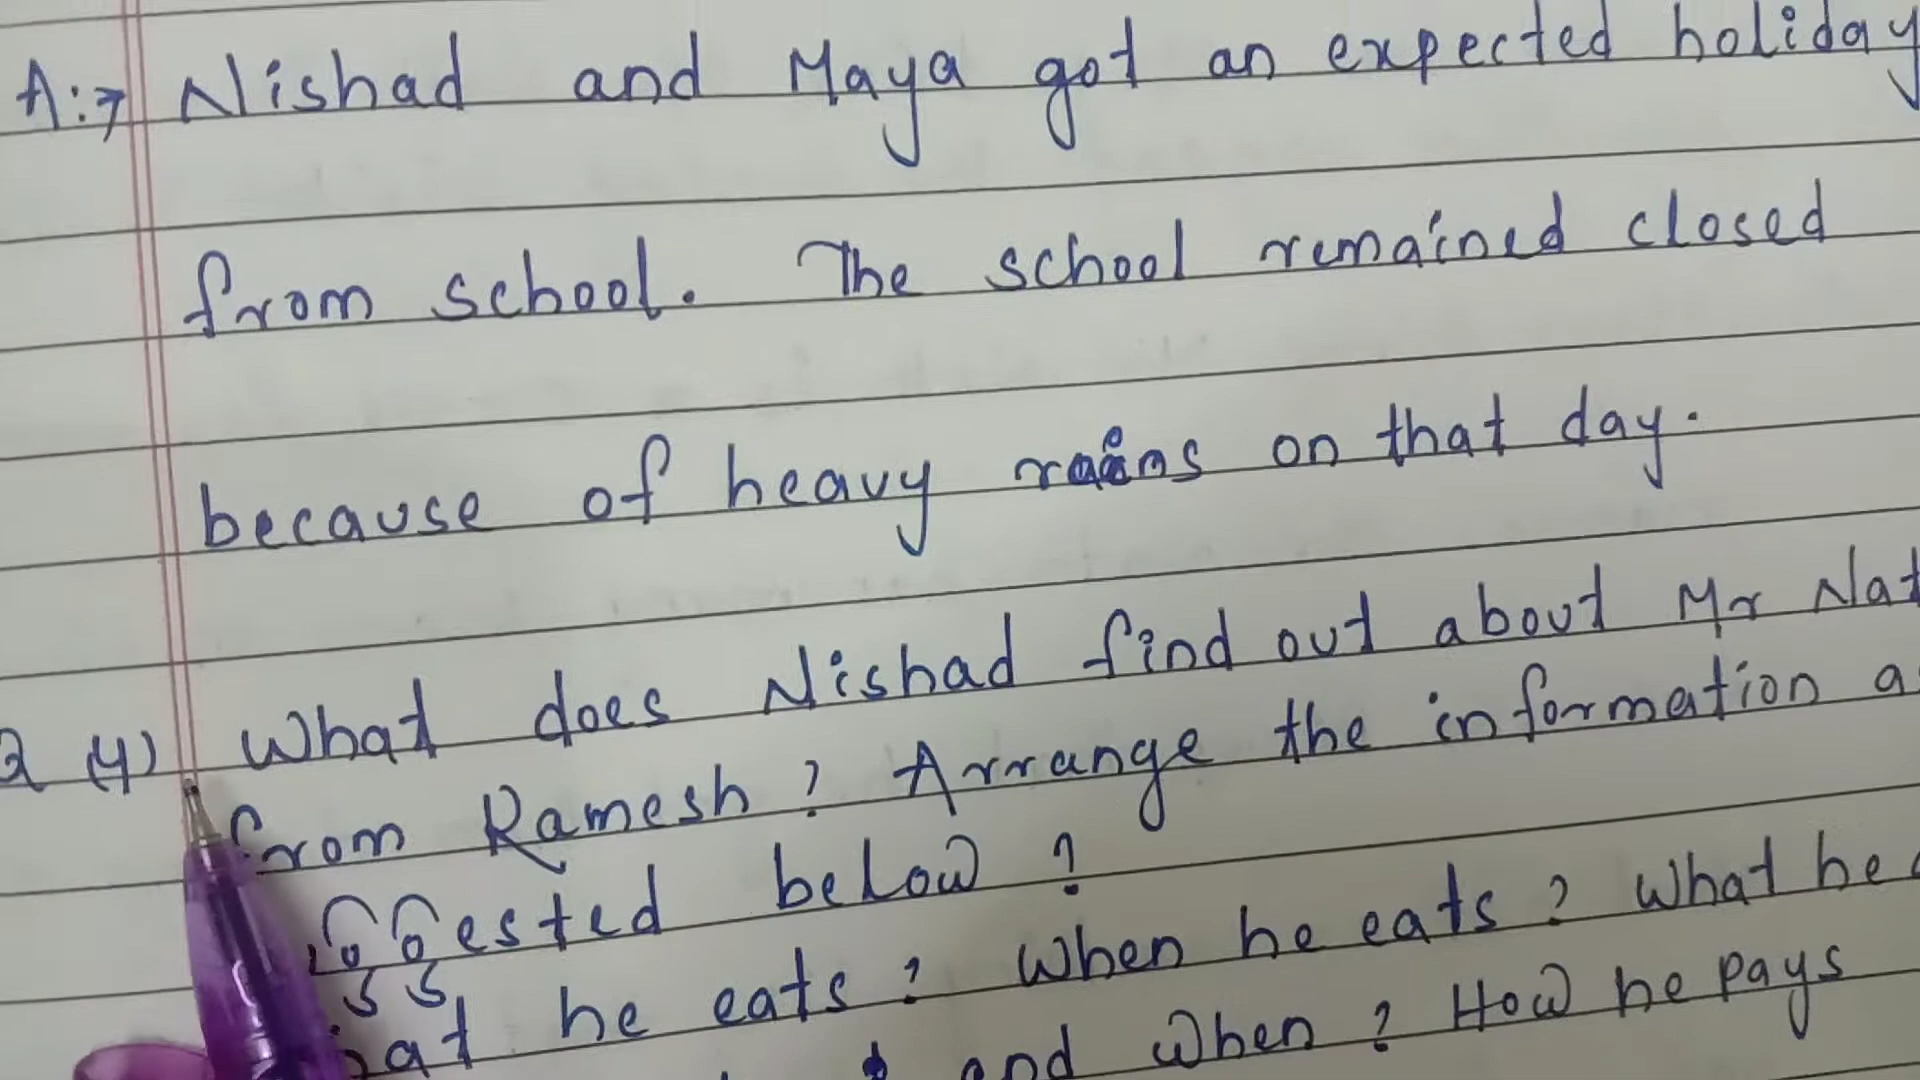 A:→ Nishad and Maya got an expected holiday
from school. The school remained closed
because of heavy rains on that day.
Q (4) What does Nishad find out about Mr
from Ramesh? Arrange the information
below?
he eats? When he eats? What he
and when? How he pays